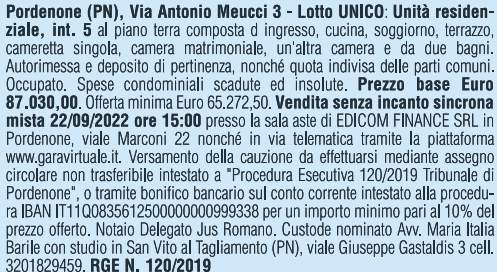 Pordenone (PN), Via Antonio Meucci 3 - Lotto UNICO: Unità residen-
ziale, int. 5 al piano terra composta d ingresso, cucina, soggiorno, terrazzo,
cameretta singola, camera matrimoniale, un'altra camera e da due bagni.
Autorimessa e deposito di pertinenza, nonché quota indivisa delle parti comuni.
Occupato. Spese condominiali scadute ed insolute. Prezzo base Euro
87.030,00. Offerta minima Euro 65.272,50. Vendita senza incanto sincrona
mista 22/09/2022 ore 15:00 presso la sala aste di EDICOM FINANCE SRL in
Pordenone, viale Marconi 22 nonché in via telematica tramite la piattaforma
www.garavirtuale.it. Versamento della cauzione da effettuarsi mediante assegno
circolare non trasferibile intestato a "Procedura Esecutiva 120/2019 Tribunale di
Pordenone", o tramite bonifico bancario sul conto corrente intestato alla procedu-
ra IBAN IT11Q0835612500000000999338 per un importo minimo pari al 10% del
prezzo offerto. Notaio Delegato Jus Romano. Custode nominato Avv. Maria Italia
Barile con studio in San Vito al Tagliamento (PN), viale Giuseppe Gastaldis 3 cell.
3201829459. RGE N. 120/2019